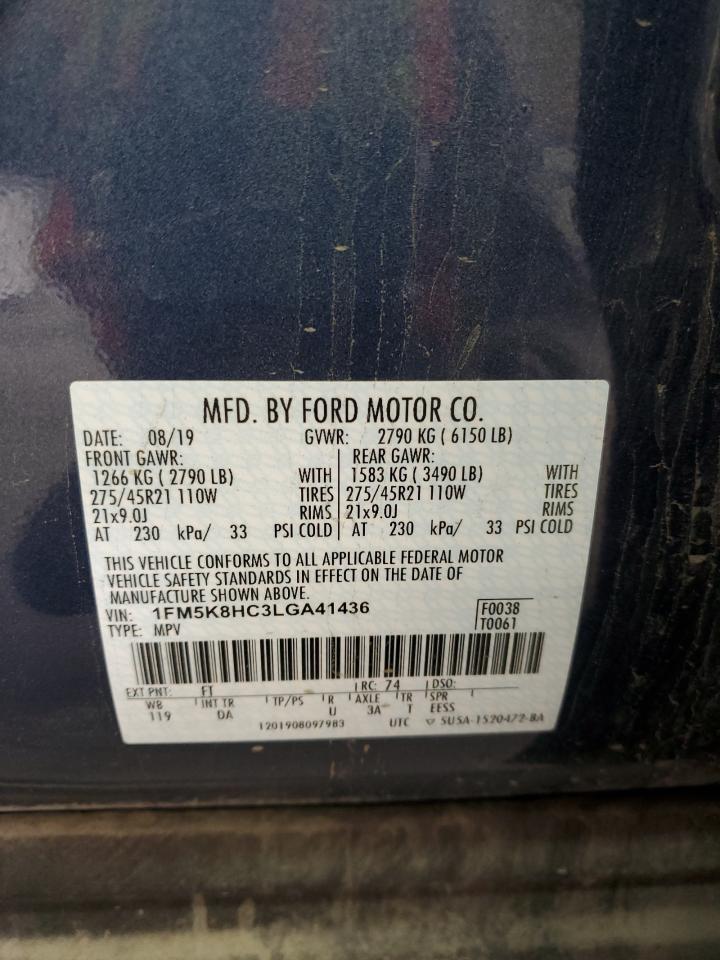 MFD. BY FORD MOTOR CO.
DATE: 08/19 GVWR: 2790 KG ( 6150 LB)
FRONT GAWR: REAR GAWR:
1266 KG ( 2790 LB) WITH 1583 KG ( 3490 LB) WITH
275/45R21 110W TIRES 275/45R21 110W TIRES
21x9.0J RIMS 21x9.0J RIMS
AT 230 kPa/ 33 PSI COLD AT 230 kPa/ 33 PSI COLD
THIS VEHICLE CONFORMS TO ALL APPLICABLE FEDERAL MOTOR
VEHICLE SAFETY STANDARDS IN EFFECT ON THE DATE OF
MANUFACTURE SHOWN ABOVE.
VIN: 1FM5K8HC3LGA41436 F0038
TYPE: MPV T0061
EXT PNT: FT RC: 74 DSO:
WB INT TR TP/PS R AXLE TR SPR
119 DA U 3A T EESS
1201908097983 UTC ▽ 5USA-1520472-BA